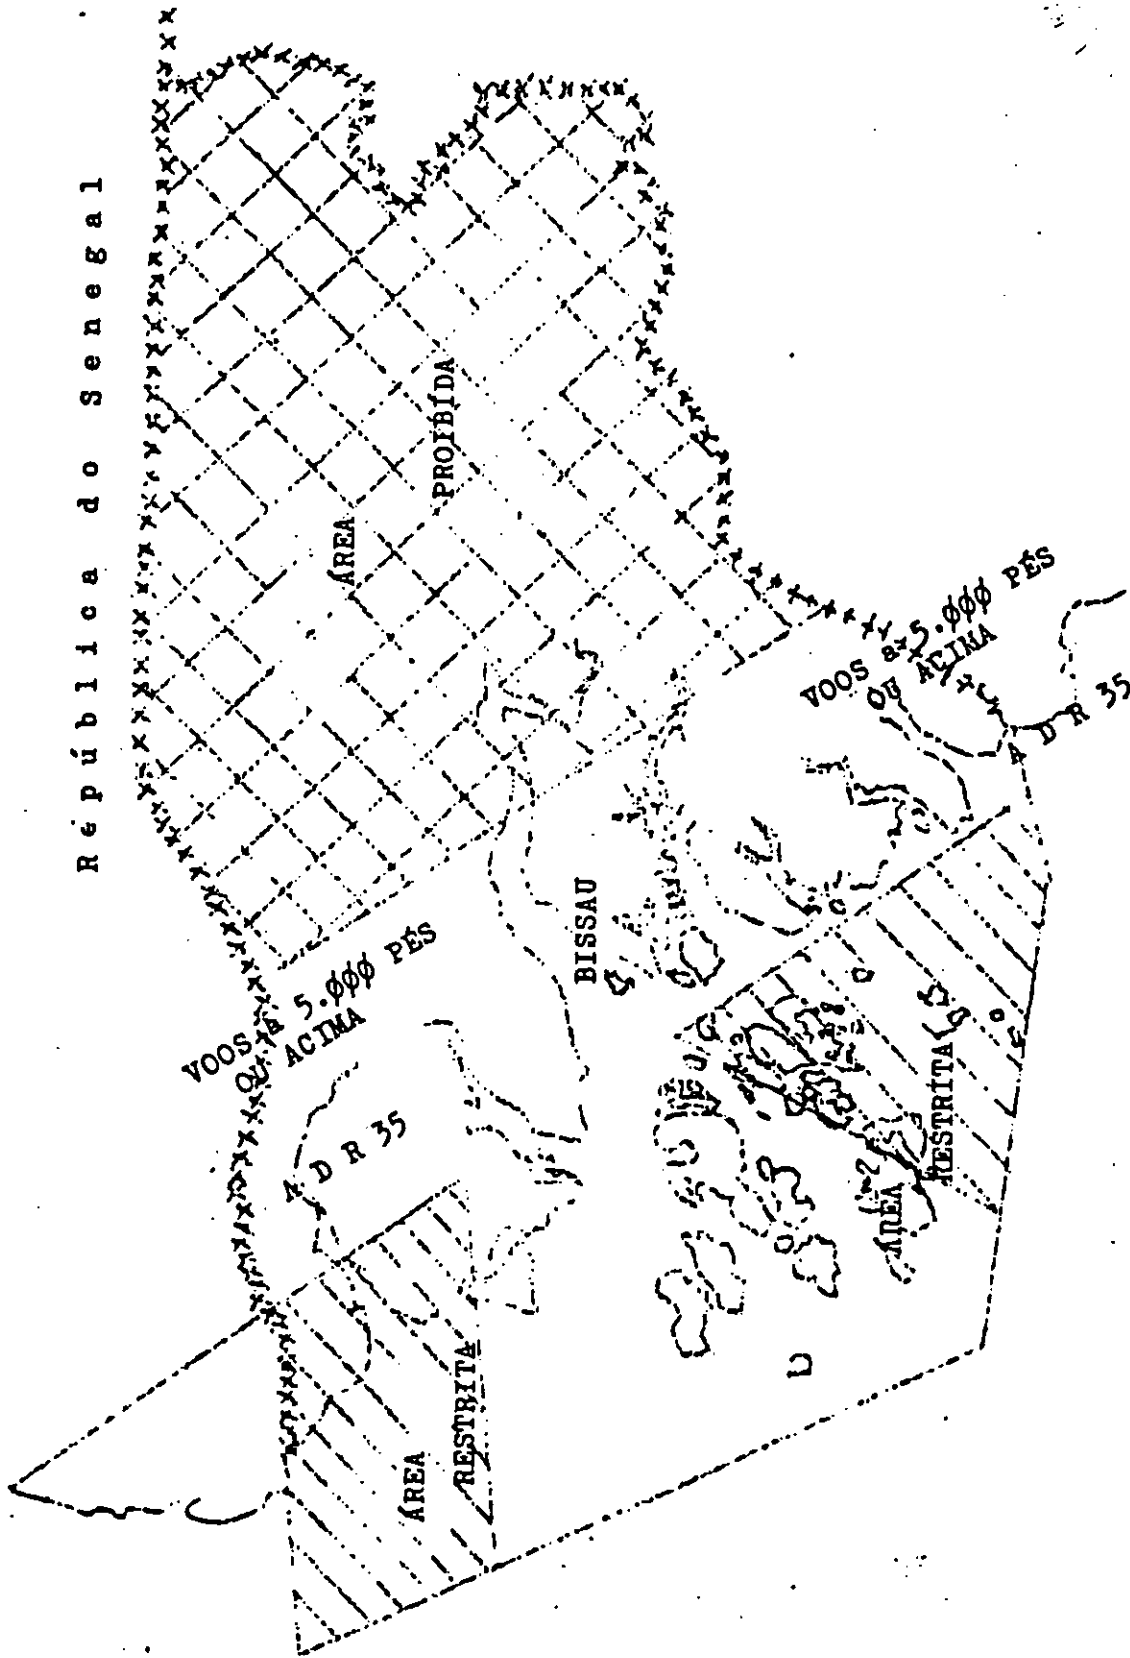 República do Senegal
ÁREA
PROIBIDA
VOOS a 5.ØØØ PÉS
OU ACIMA
A D R 35
BISSAU
VOOS a 5.ØØØ PÉS
OU ACIMA
D R 35
ÁREA
RESTRITA
ÁREA
RESTRITA